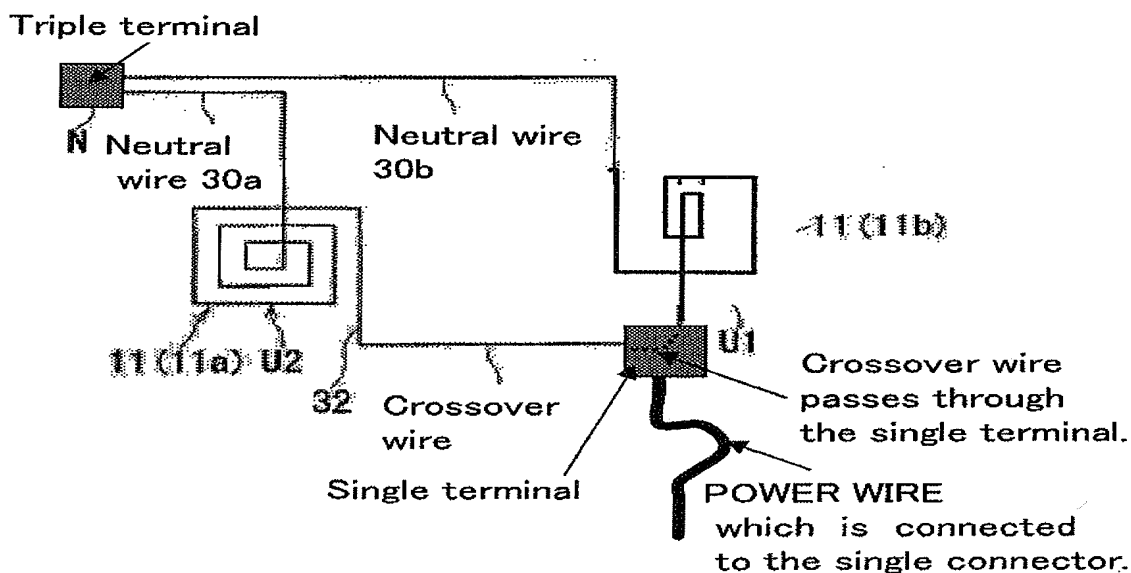 Triple terminal
N
Neutral
wire 30a
Neutral wire
30b
11 (11b)
11 (11a)
U2
32
Crossover
wire
U1
Crossover wire
passes through
the single terminal.
Single terminal
POWER WIRE
which is connected
to the single connector.